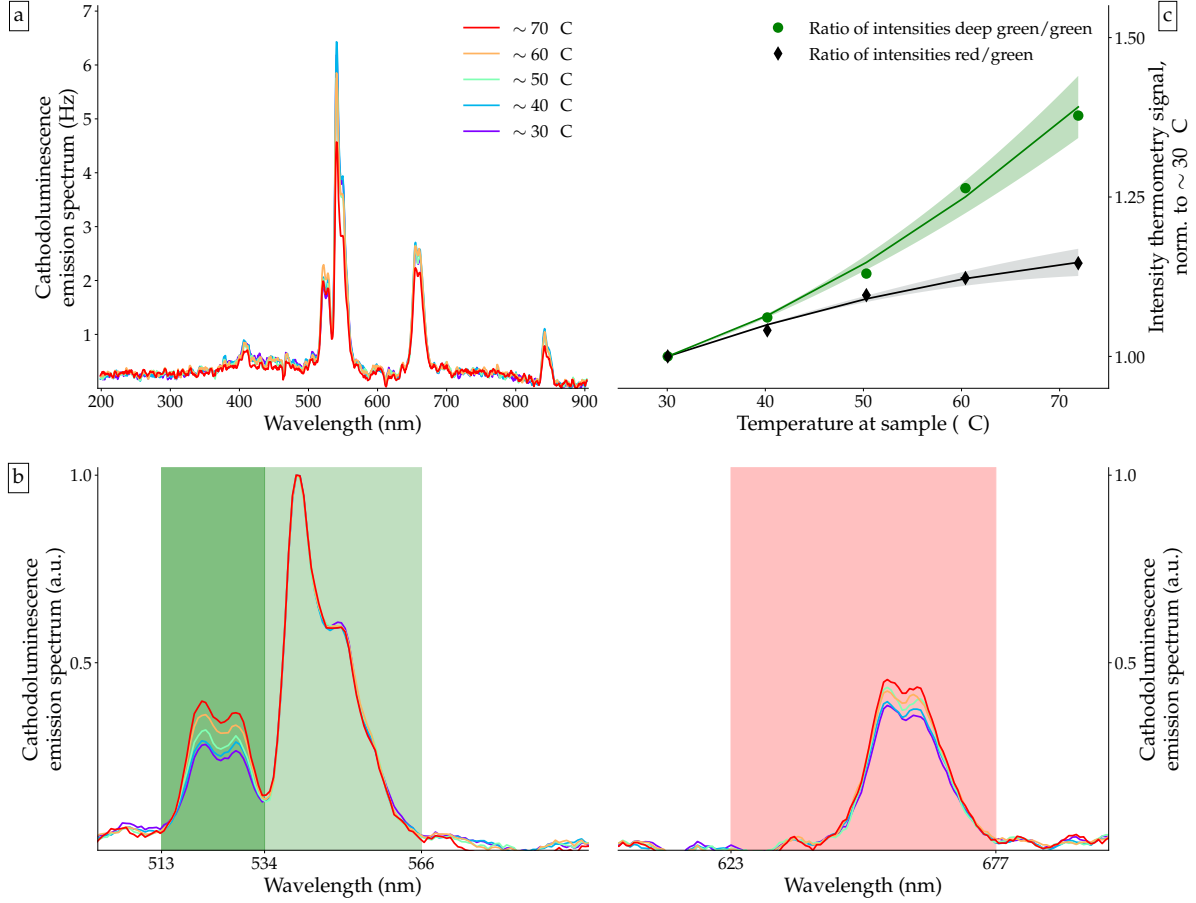 a
7
6
5
4
3
2
1
Cathodoluminescence
emission spectrum (Hz)
∼ 70 C
∼ 60 C
∼ 50 C
∼ 40 C
∼ 30 C
200 300 400 500 600 700 800 900
Wavelength (nm)
c
Ratio of intensities deep green/green
Ratio of intensities red/green
1.50
1.25
1.00
Intensity thermometry signal,
norm. to ∼ 30 C
30 40 50 60 70
Temperature at sample ( C)
b
1.0
0.5
Cathodoluminescence
emission spectrum (a.u.)
513 534 566
Wavelength (nm)
1.0
0.5
Cathodoluminescence
emission spectrum (a.u.)
623 677
Wavelength (nm)